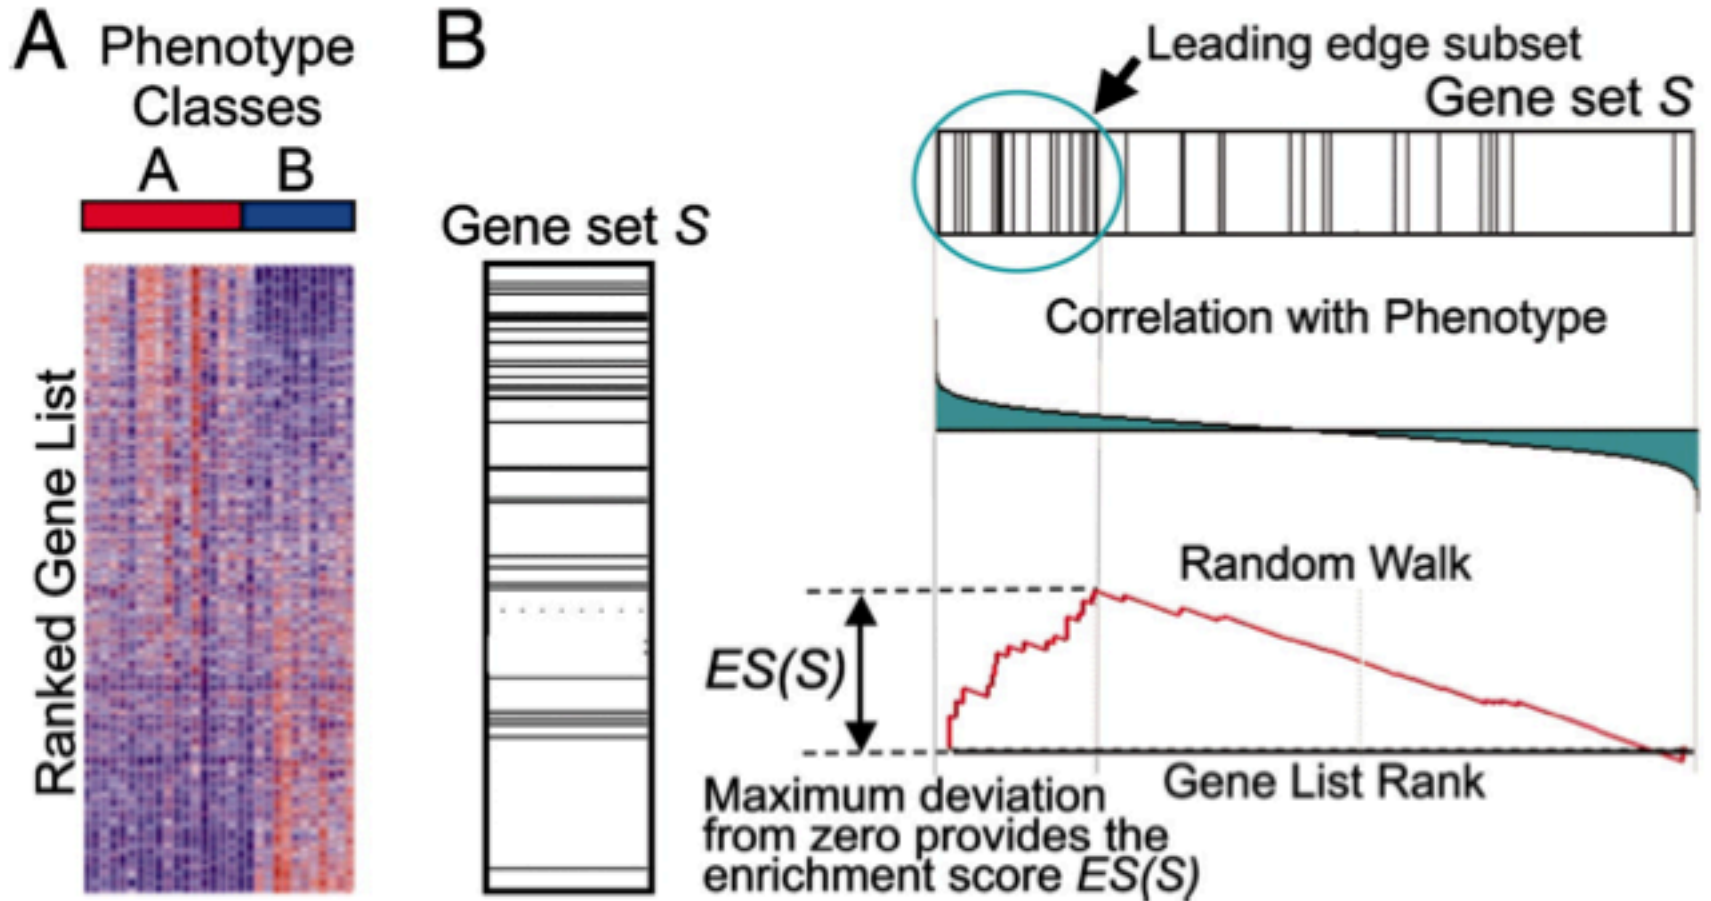 A
Phenotype
Classes
A B
Ranked Gene List
B
Gene set S
Leading edge subset
Gene set S
Correlation with Phenotype
Random Walk
ES(S)
Gene List Rank
Maximum deviation
from zero provides the
enrichment score ES(S)